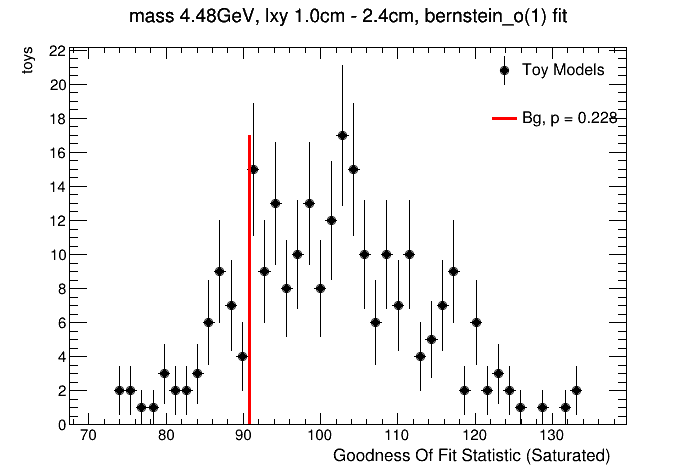 mass 4.48GeV, lxy 1.0cm - 2.4cm, bernstein_o(1) fit
toys
22
20
18
16
14
12
10
8
6
4
2
0
Toy Models
Bg, p = 0.228
70 80 90 100 110 120 130
Goodness Of Fit Statistic (Saturated)